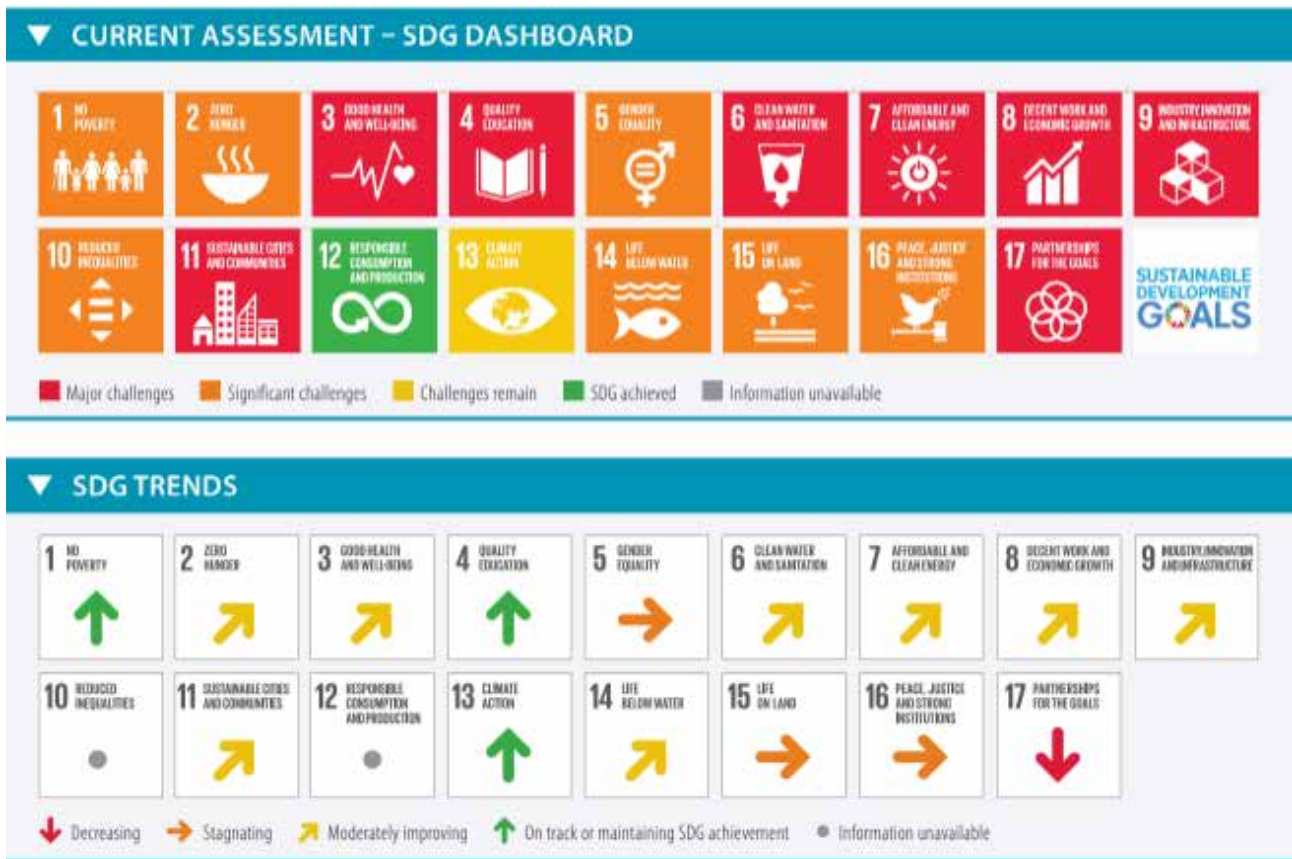 ▼ CURRENT ASSESSMENT – SDG DASHBOARD
1 NO
POVERTY
2 ZERO
HUNGER
3 GOOD HEALTH
AND WELL-BEING
4 QUALITY
EDUCATION
5 GENDER
EQUALITY
6 CLEAN WATER
AND SANITATION
7 AFFORDABLE AND
CLEAN ENERGY
8 DECENT WORK AND
ECONOMIC GROWTH
9 INDUSTRY, INNOVATION
AND INFRASTRUCTURE
10 REDUCED
INEQUALITIES
11 SUSTAINABLE CITIES
AND COMMUNITIES
12 RESPONSIBLE
CONSUMPTION
AND PRODUCTION
13 CLIMATE
ACTION
14 LIFE
BELOW WATER
15 LIFE
ON LAND
16 PEACE, JUSTICE
AND STRONG
INSTITUTIONS
17 PARTNERSHIPS
FOR THE GOALS
SUSTAINABLE
DEVELOPMENT
GOALS
Major challenges Significant challenges Challenges remain SDG achieved Information unavailable
▼ SDG TRENDS
1 NO
POVERTY
2 ZERO
HUNGER
3 GOOD HEALTH
AND WELL-BEING
4 QUALITY
EDUCATION
5 GENDER
EQUALITY
6 CLEAN WATER
AND SANITATION
7 AFFORDABLE AND
CLEAN ENERGY
8 DECENT WORK AND
ECONOMIC GROWTH
9 INDUSTRY, INNOVATION
AND INFRASTRUCTURE
10 REDUCED
INEQUALITIES
11 SUSTAINABLE CITIES
AND COMMUNITIES
12 RESPONSIBLE
CONSUMPTION
AND PRODUCTION
13 CLIMATE
ACTION
14 LIFE
BELOW WATER
15 LIFE
ON LAND
16 PEACE, JUSTICE
AND STRONG
INSTITUTIONS
17 PARTNERSHIPS
FOR THE GOALS
Decreasing Stagnating Moderately improving On track or maintaining SDG achievement Information unavailable